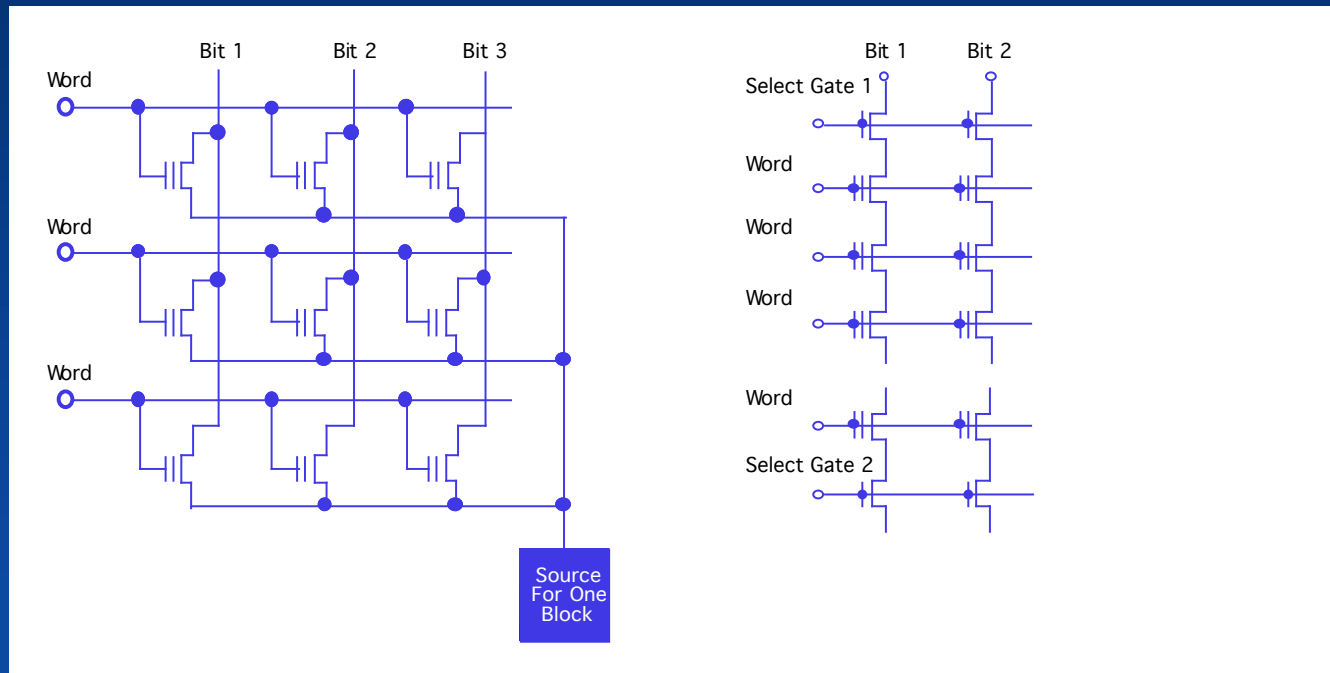 Bit 1 Bit 2 Bit 3
Word
Word
Word
Source
For One
Block
Bit 1 Bit 2
Select Gate 1
Word
Word
Word
Word
Select Gate 2